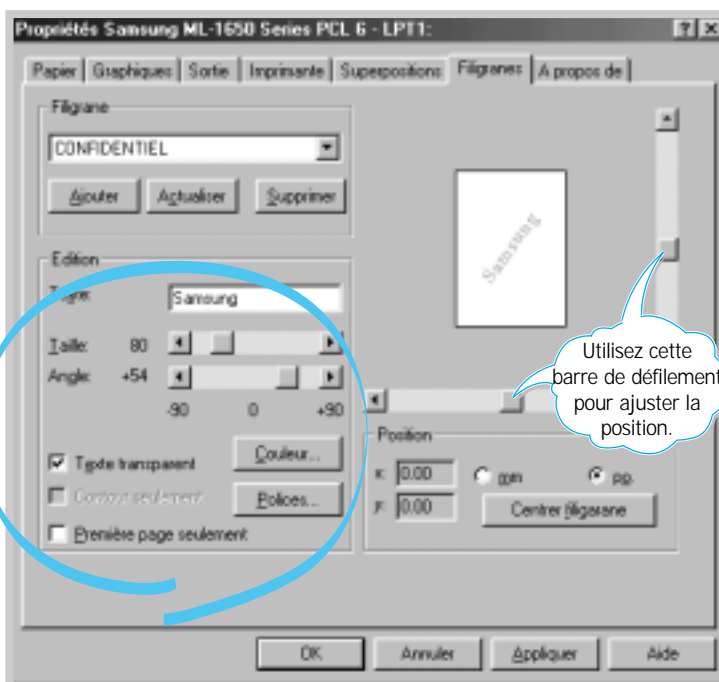 Propriétés Samsung ML-1650 Series PCL 6 - LPT1:
Papier Graphiques Sortie Imprimante Superpositions Filigranes A propos de
Filigrane
CONFIDENTIEL
Ajouter Actualiser Supprimer
Samsung
Edition
Texte: Samsung
Taille: 80
Angle: +54
-90 0 +90
Texte transparent Couleur...
Contour seulement Polices...
Première page seulement
Utilisez cette
barre de défilement
pour ajuster la
position.
Position
x: 0.00 mm pp.
y: 0.00 Centrer filigarane
OK Annuler Appliquer Aide